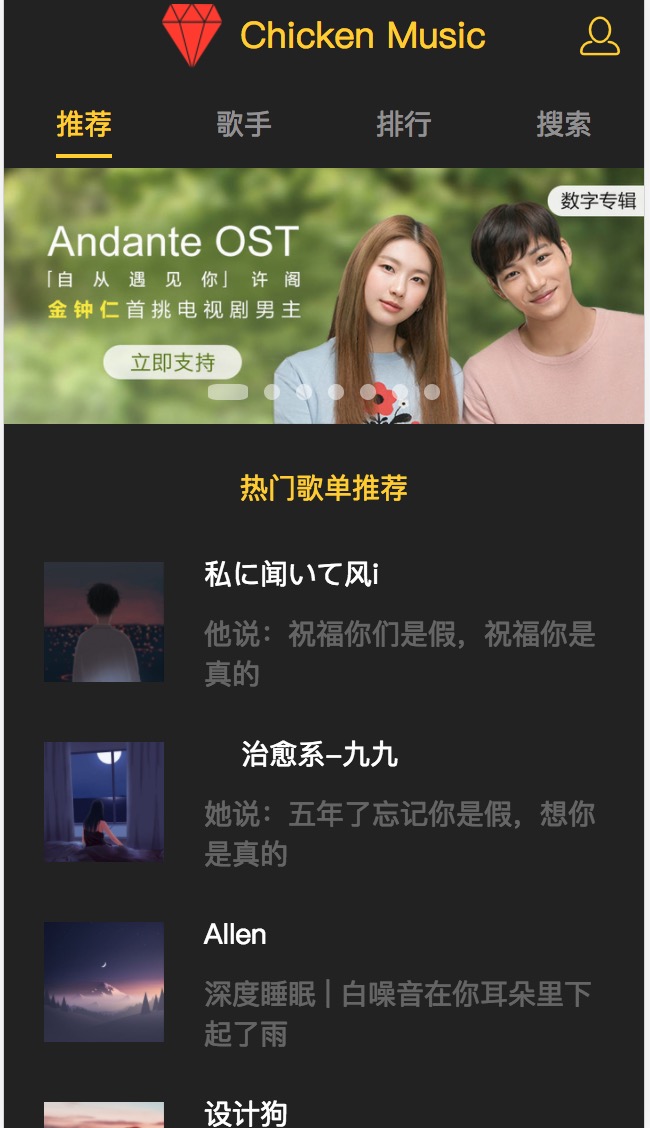 Chicken Music
推荐 歌手 排行 搜索
数字专辑
Andante OST
「自从遇见你」许阁
金钟仁首挑电视剧男主
立即支持
热门歌单推荐
私に闻いて风i
他说：祝福你们是假，祝福你是
真的
治愈系-九九
她说：五年了忘记你是假，想你
是真的
Allen
深度睡眠 | 白噪音在你耳朵里下
起了雨
设计狗